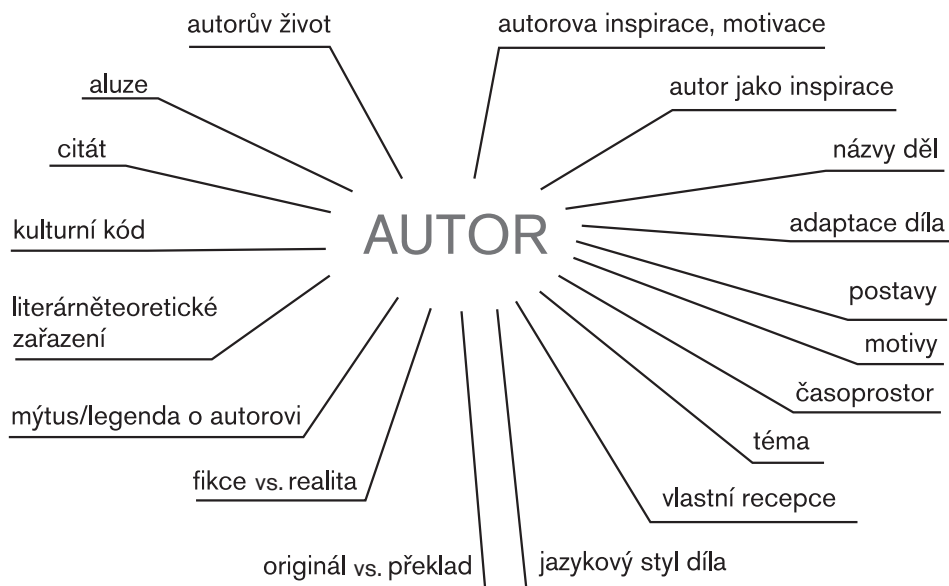 autorův život
autorova inspirace, motivace
aluze
autor jako inspirace
citát
názvy děl
kulturní kód
AUTOR
adaptace díla
literárněteoretické
zařazení
postavy
motivy
mýtus/legenda o autorovi
časoprostor
téma
fikce vs. realita
vlastní recepce
originál vs. překlad
jazykový styl díla